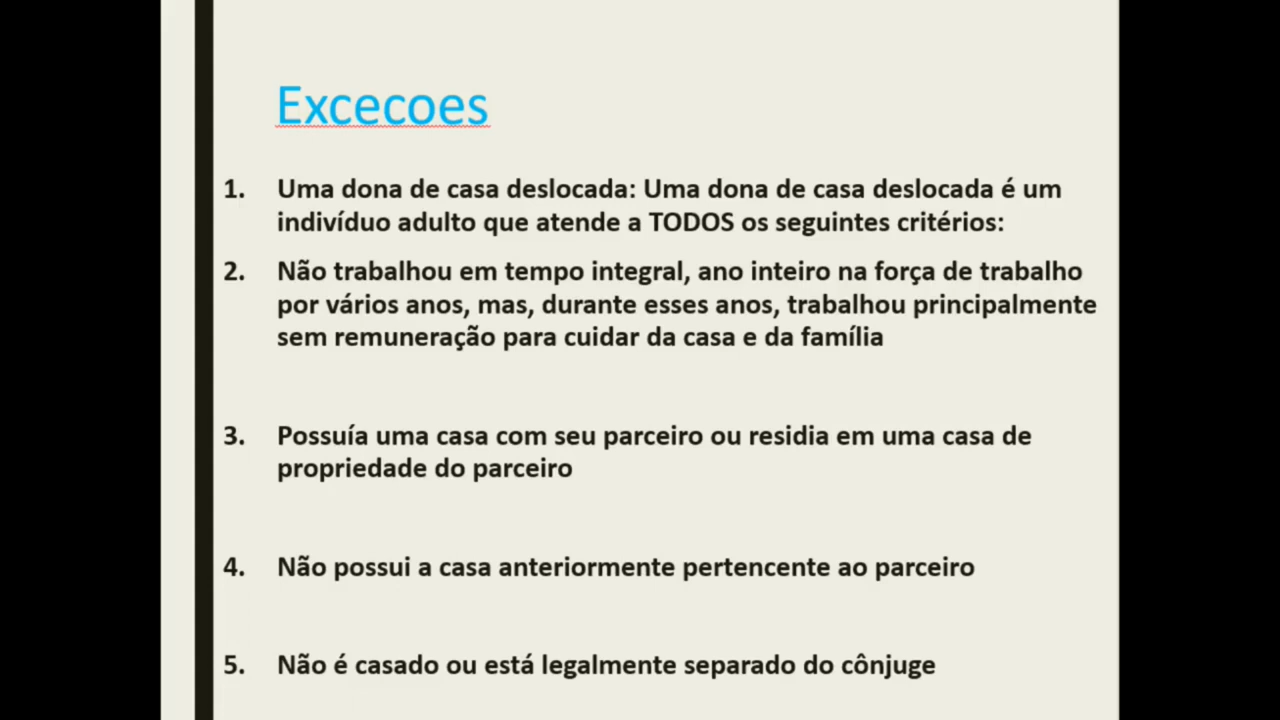 Excecoes
1. Uma dona de casa deslocada: Uma dona de casa deslocada é um
indivíduo adulto que atende a TODOS os seguintes critérios:
2. Não trabalhou em tempo integral, ano inteiro na força de trabalho
por vários anos, mas, durante esses anos, trabalhou principalmente
sem remuneração para cuidar da casa e da família
3. Possuía uma casa com seu parceiro ou residia em uma casa de
propriedade do parceiro
4. Não possui a casa anteriormente pertencente ao parceiro
5. Não é casado ou está legalmente separado do cônjuge